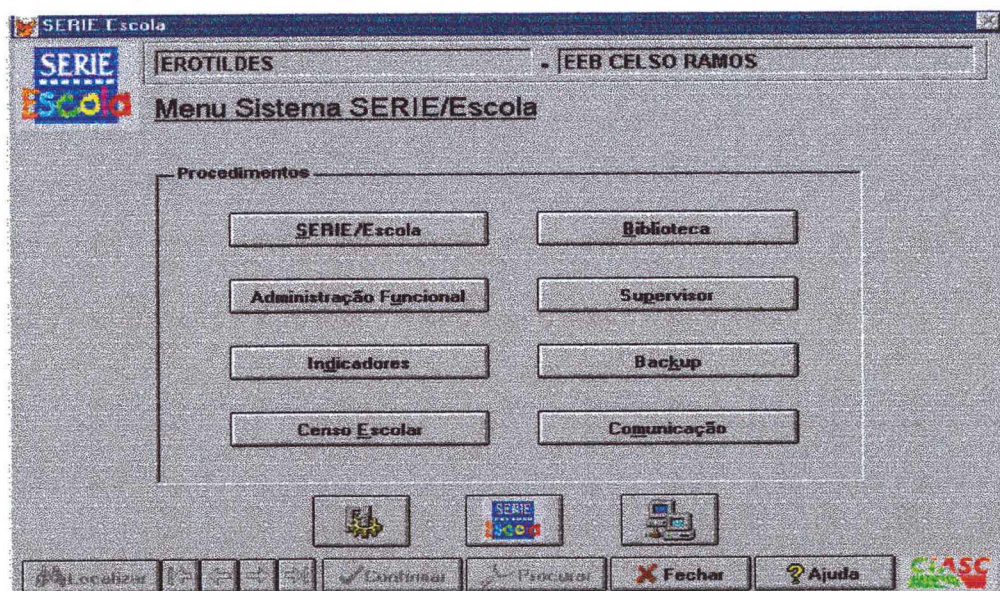 SERIE Escola
SERIE
Escola
EROTILDES - EEB CELSO RAMOS
Menu Sistema SERIE/Escola
Procedimentos
SERIE/Escola Biblioteca
Administração Funcional Supervisor
Indicadores Backup
Censo Escolar Comunicação
SERIE
Escola
Localizar Confirmar Procurar Fechar ?Ajuda CIASC